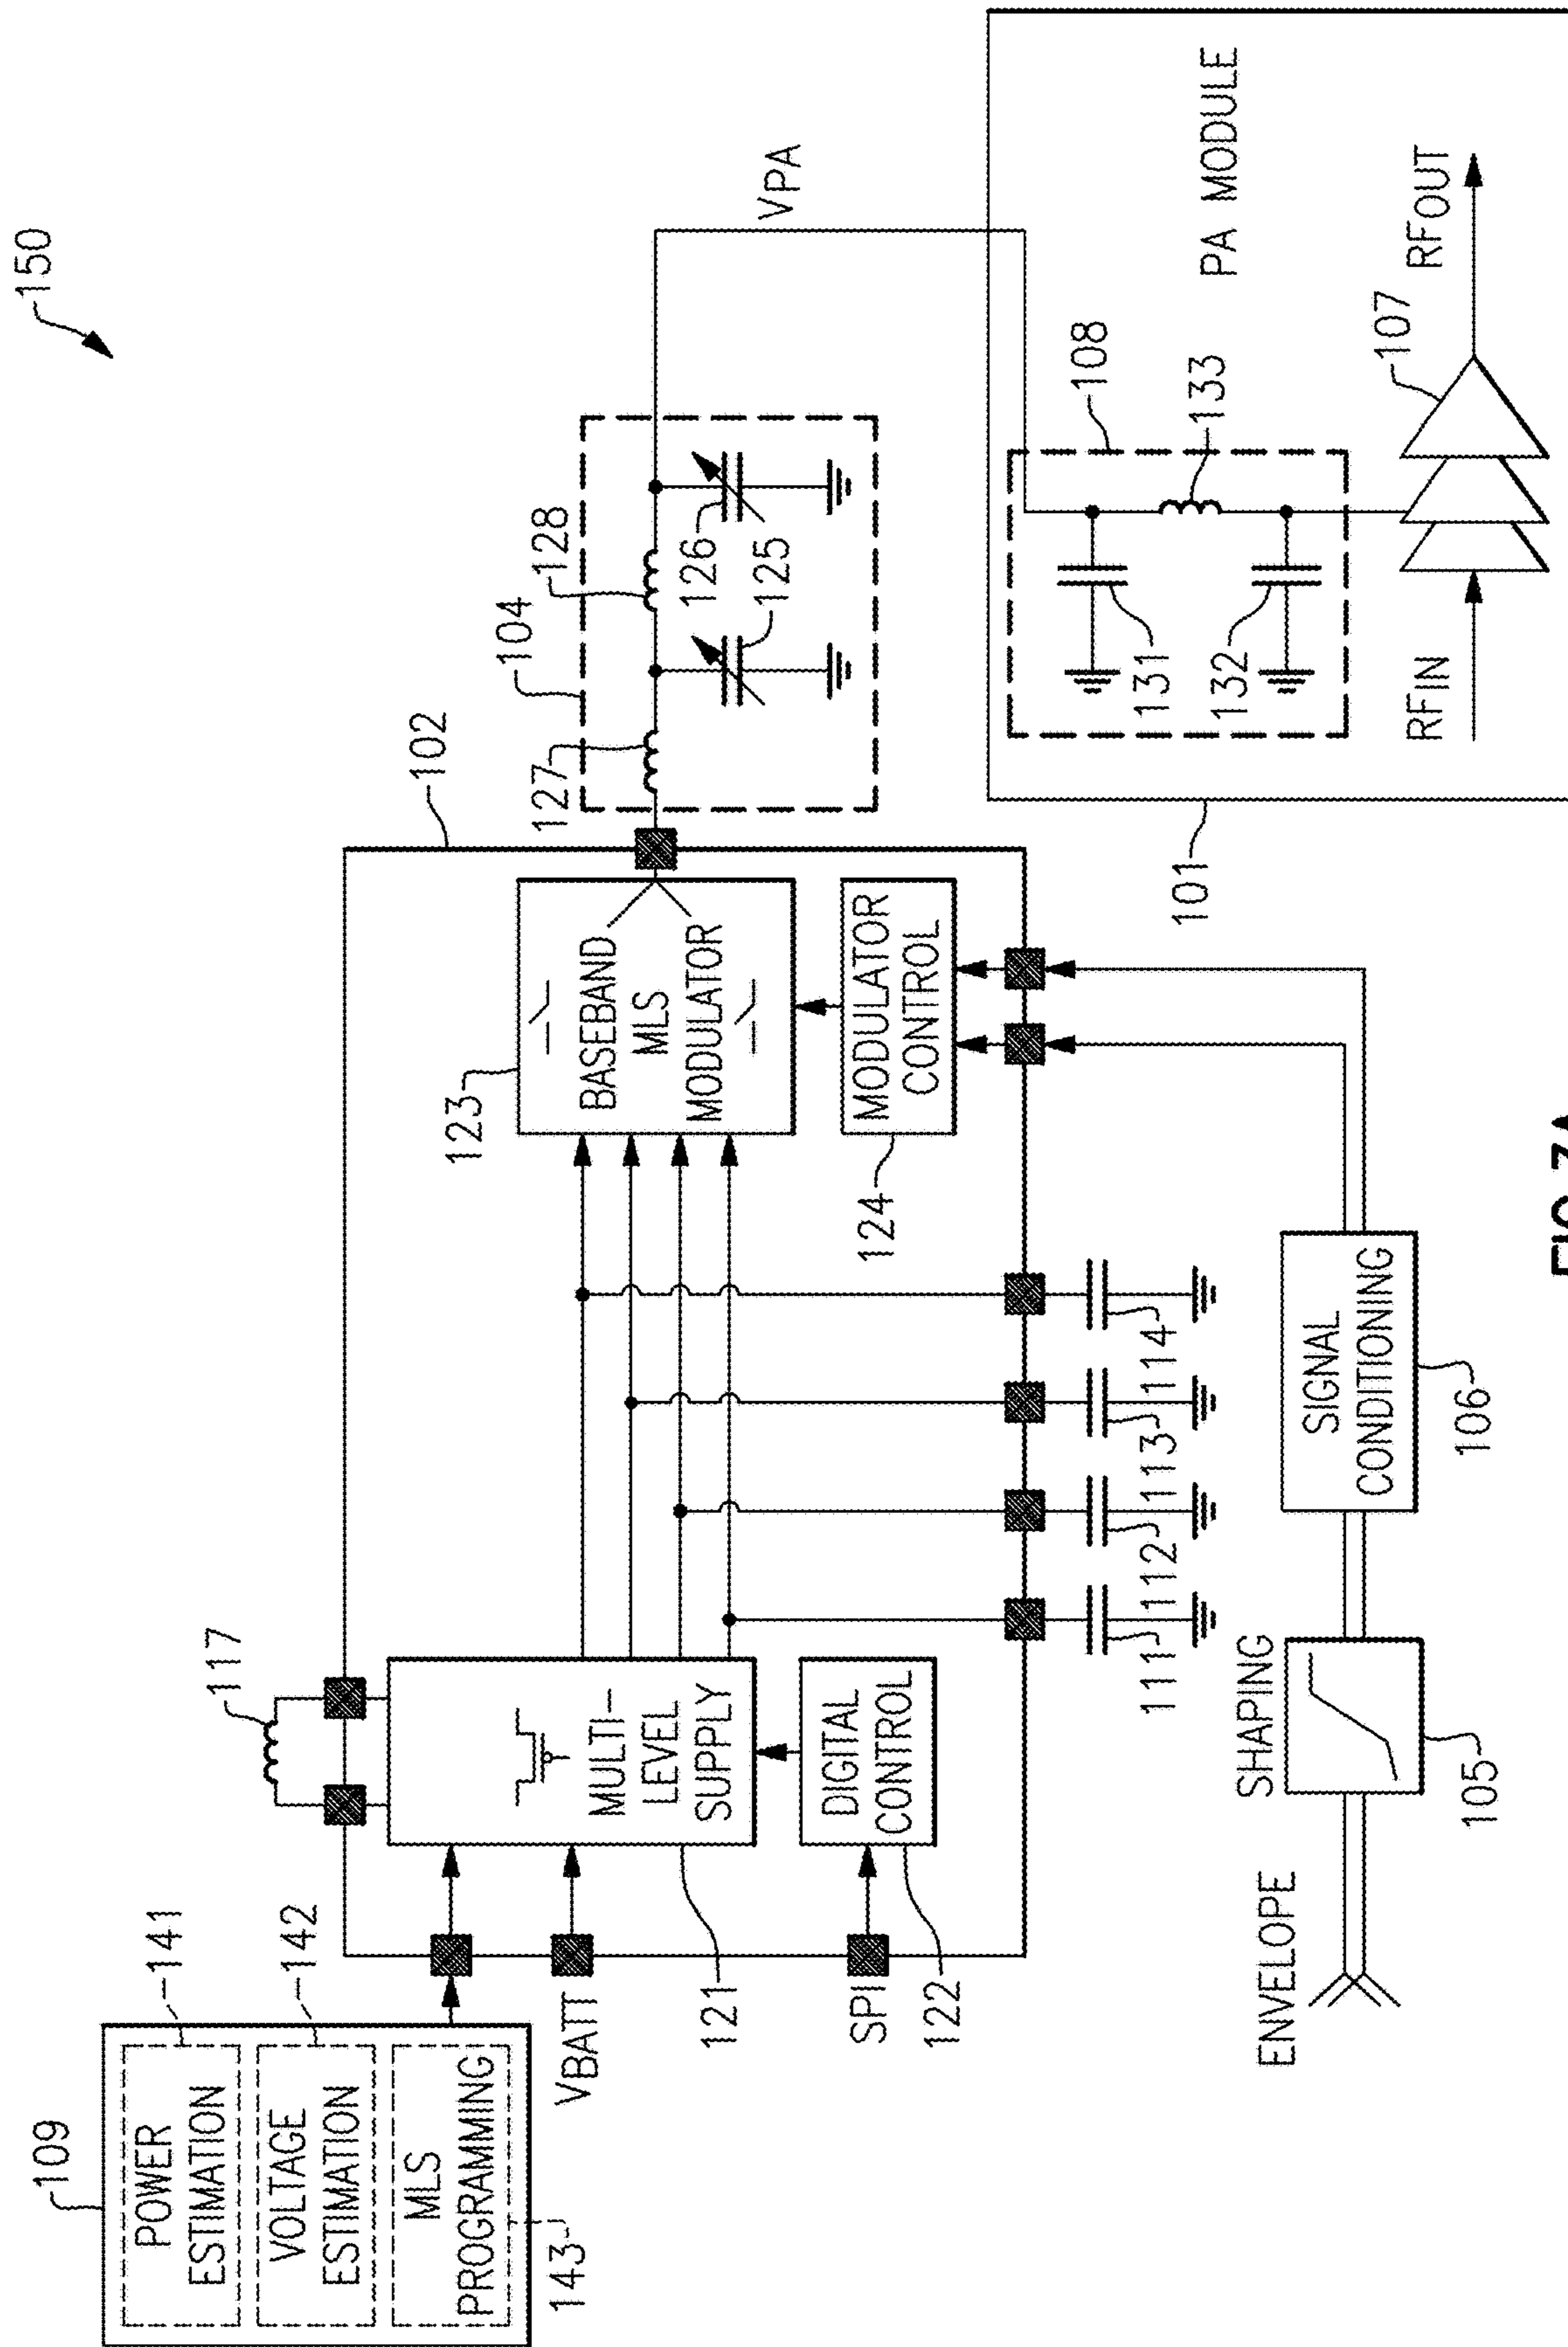 150
109
POWER
ESTIMATION
141
VOLTAGE
ESTIMATION
142
MLS
PROGRAMMING
143
117
VBATT
MULTI-
LEVEL
SUPPLY
121
SPI
DIGITAL
CONTROL
122
102
123
BASEBAND
MLS
MODULATOR
MODULATOR
CONTROL
124
104
127
128
126
125
VPA
111
112
113
114
ENVELOPE
SHAPING
105
SIGNAL
CONDITIONING
106
101
108
131
132
133
107
PA MODULE
RFIN
RFOUT